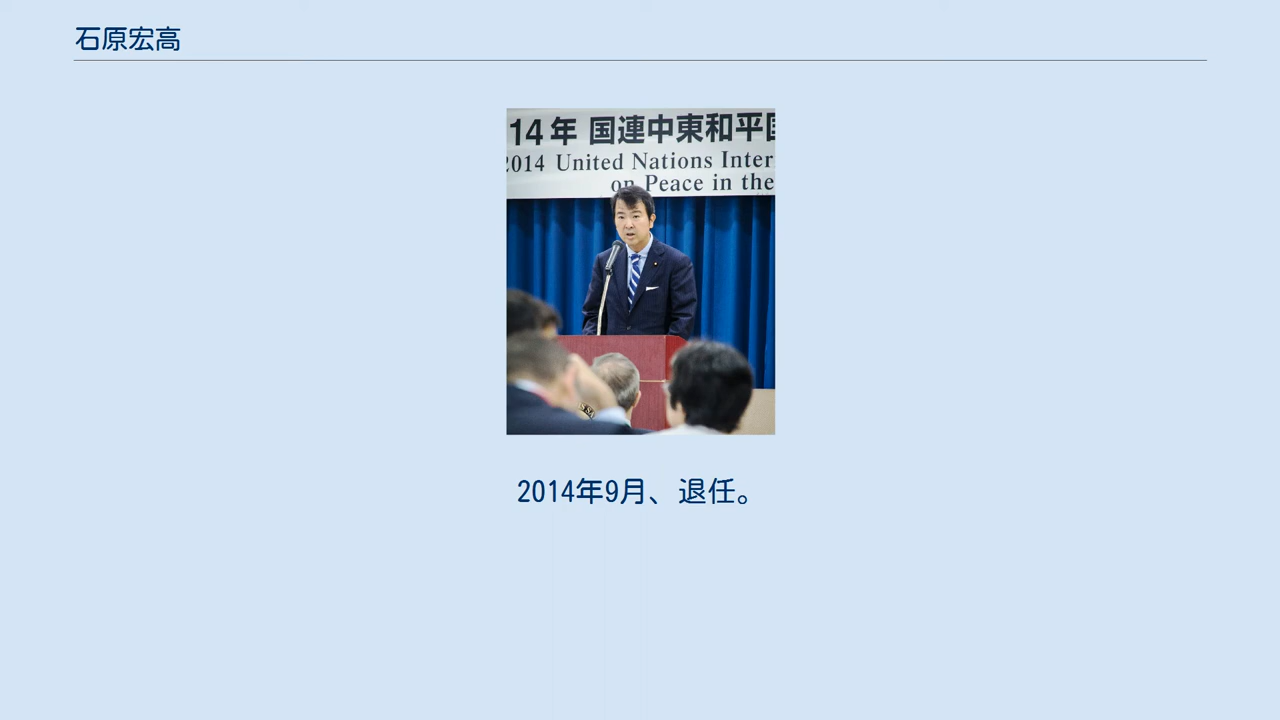 石原宏高
14年 国連中東和平
2014 United Nations Inter
on Peace in the
2014年9月、退任。